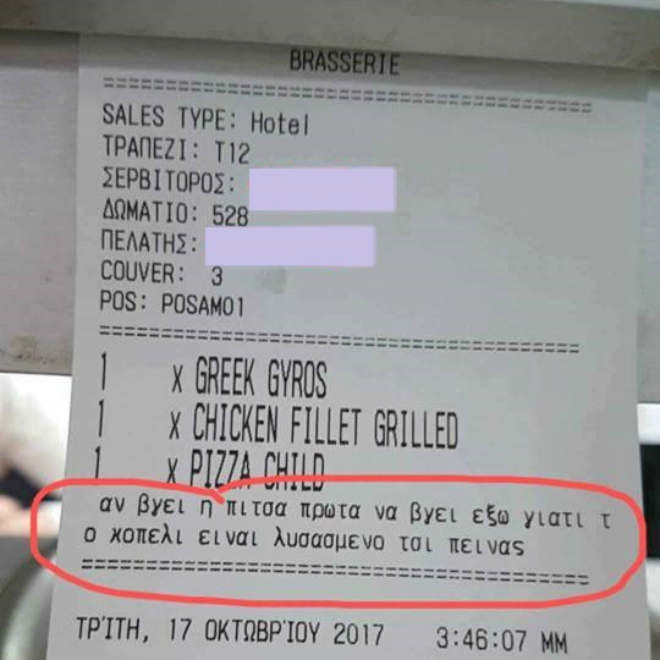 BRASSERIE
SALES TYPE: Hotel
ΤΡΑΠΕΖΙ: T12
ΣΕΡΒΙΤΟΡΟΣ:
ΔΩΜΑΤΙΟ: 528
ΠΕΛΑΤΗΣ:
COUVER: 3
POS: POSAM01
1 x GREEK GYROS
1 x CHICKEN FILLET GRILLED
1 x PIZZA CHILD
αν βγει η πιτσα πρωτα να βγει εξω γιατι τ
ο κοπελι ειναι λυσασμενο τσι πεινας
ΤΡΊΤΗ, 17 ΟΚΤΩΒΡΊΟΥ 2017 3:46:07 ΜΜ